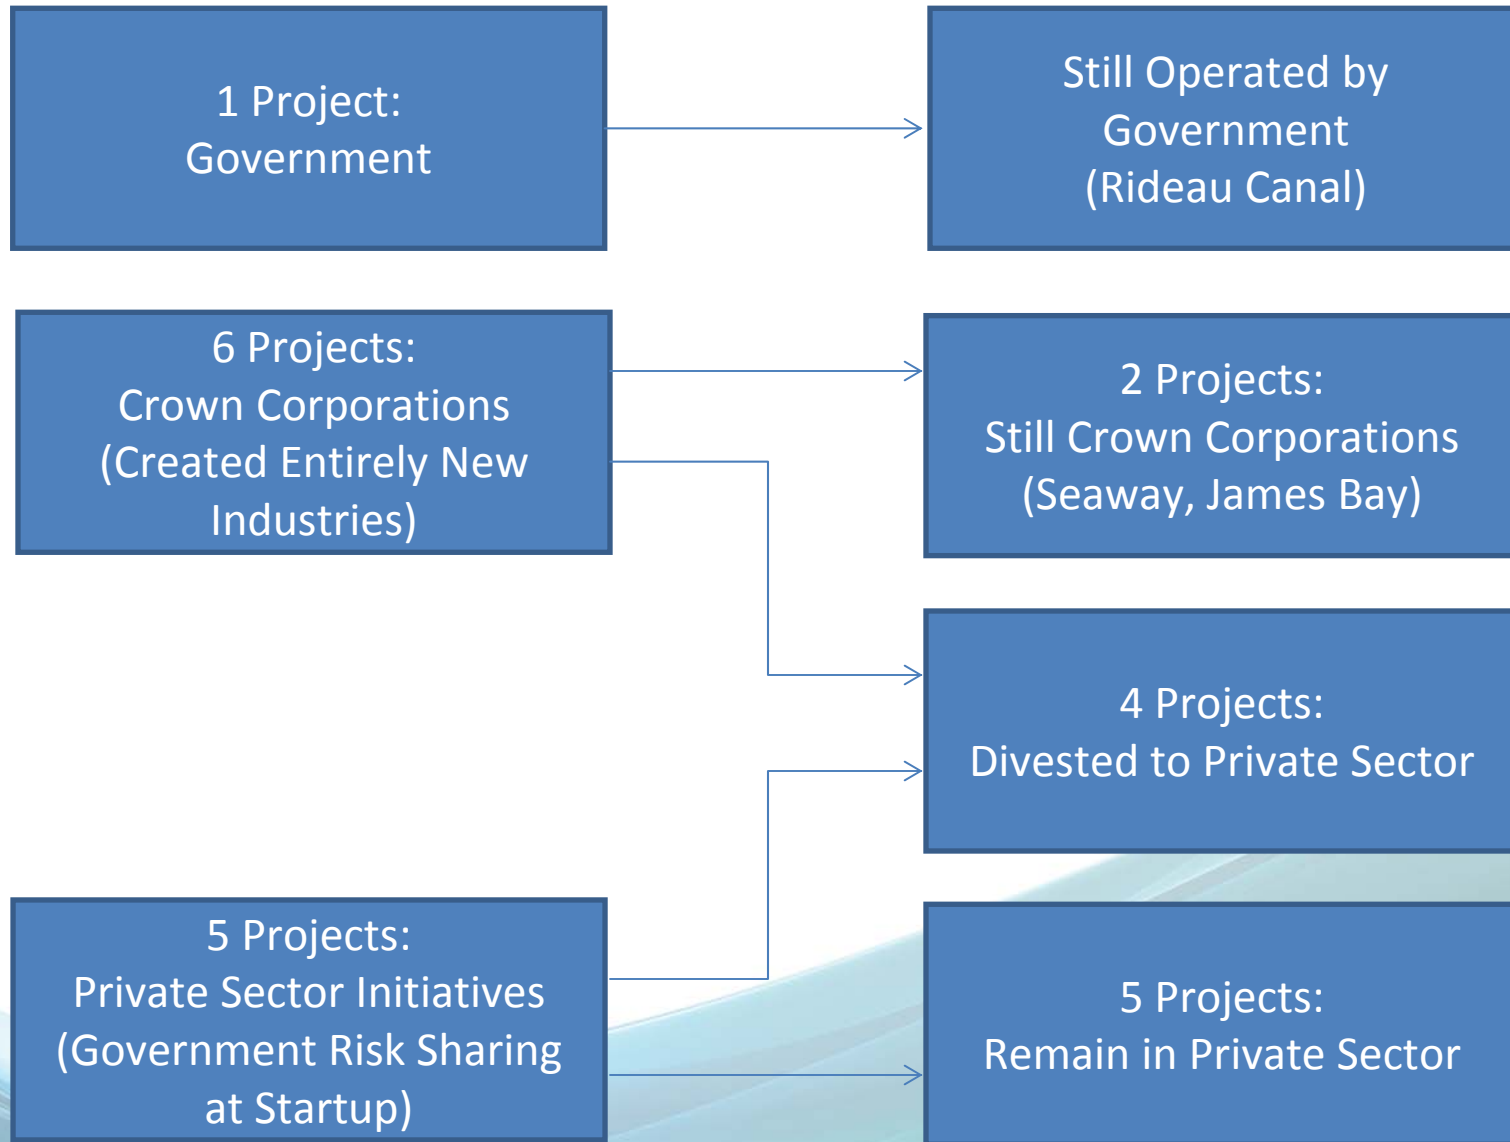 1 Project:
Government
Still Operated by
Government
(Rideau Canal)
6 Projects:
Crown Corporations
(Created Entirely New
Industries)
2 Projects:
Still Crown Corporations
(Seaway, James Bay)
4 Projects:
Divested to Private Sector
5 Projects:
Private Sector Initiatives
(Government Risk Sharing
at Startup)
5 Projects:
Remain in Private Sector